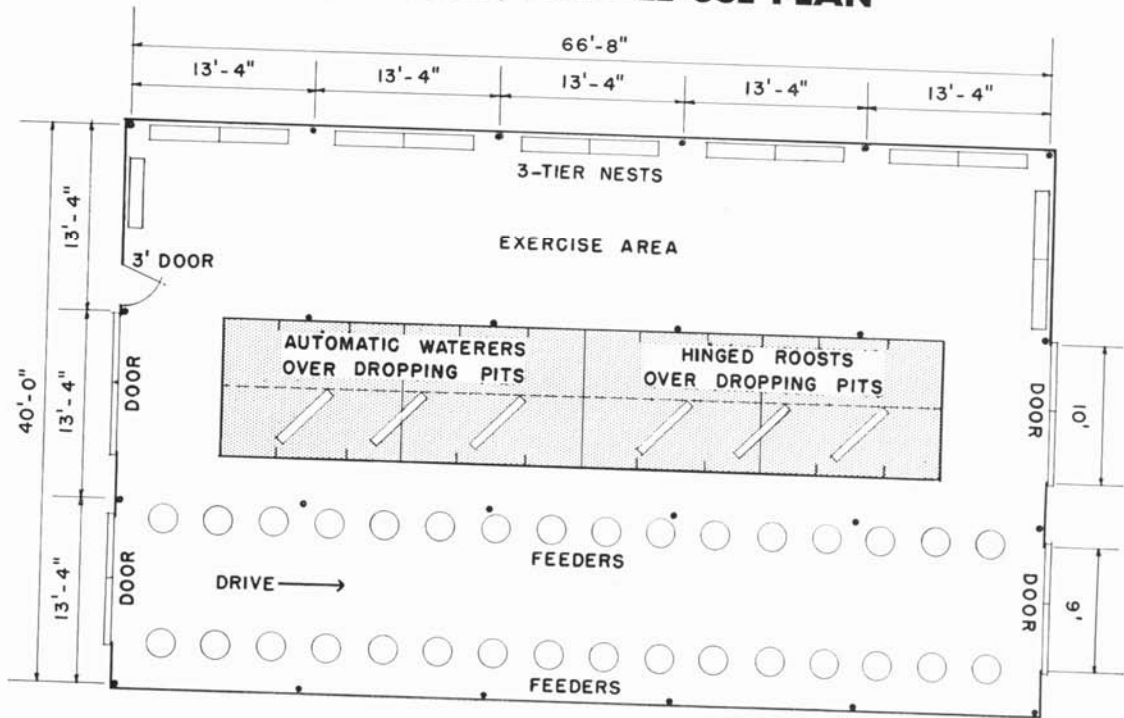 PLAN
66'-8"
13'-4" 13'-4" 13'-4" 13'-4" 13'-4"
3-TIER NESTS
EXERCISE AREA
13'-4"
3' DOOR
AUTOMATIC WATERERS
OVER DROPPING PITS
HINGED ROOSTS
OVER DROPPING PITS
40'-0"
13'-4"
DOOR
DOOR
10'
FEEDERS
DRIVE
13'-4"
DOOR
DOOR
9'
FEEDERS